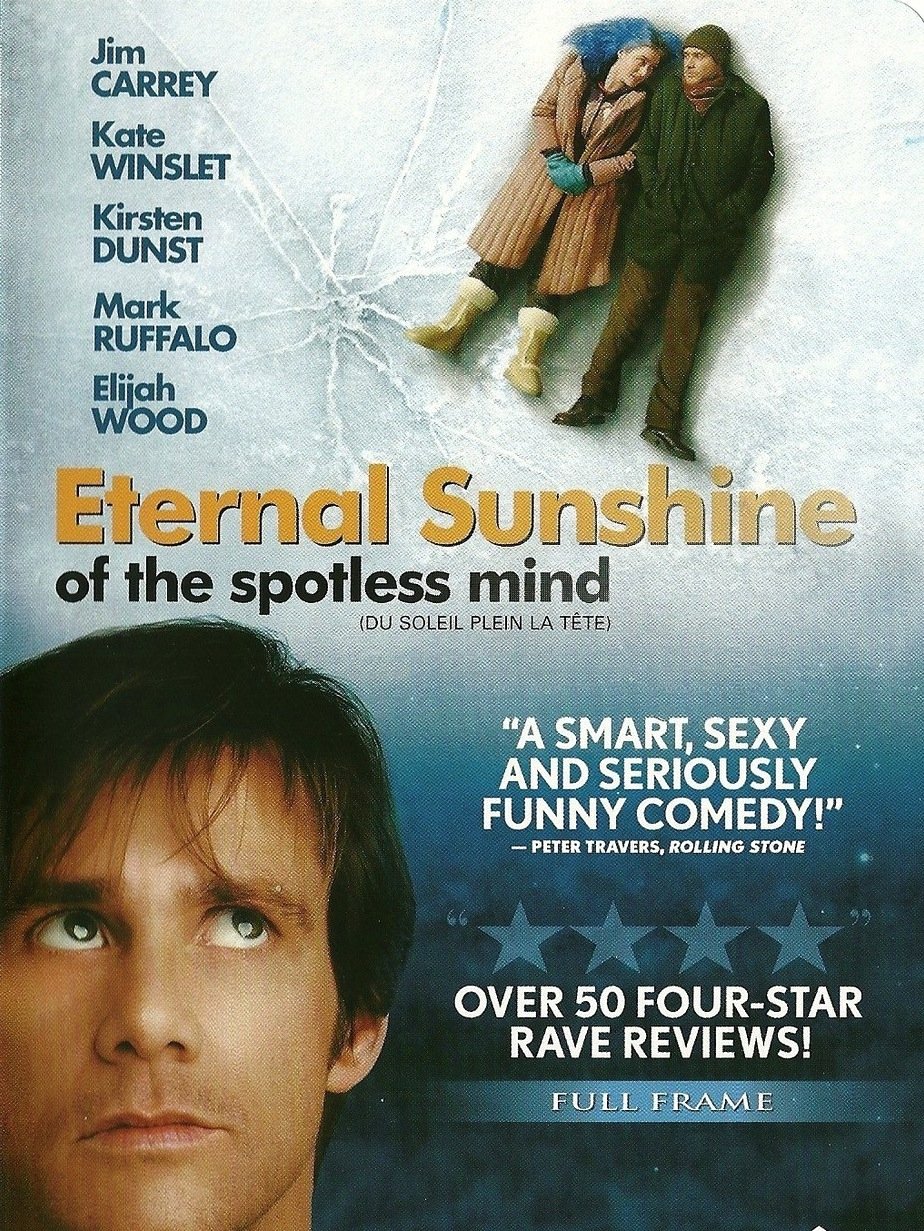 Jim
CARREY
Kate
WINSLET
Kirsten
DUNST
Mark
RUFFALO
Elijah
WOOD
Eternal Sunshine
of the spotless mind
(DU SOLEIL PLEIN LA TÊTE)
“A SMART, SEXY
AND SERIOUSLY
FUNNY COMEDY!”
— PETER TRAVERS, ROLLING STONE
“★★★★”
OVER 50 FOUR-STAR
RAVE REVIEWS!
FULL FRAME